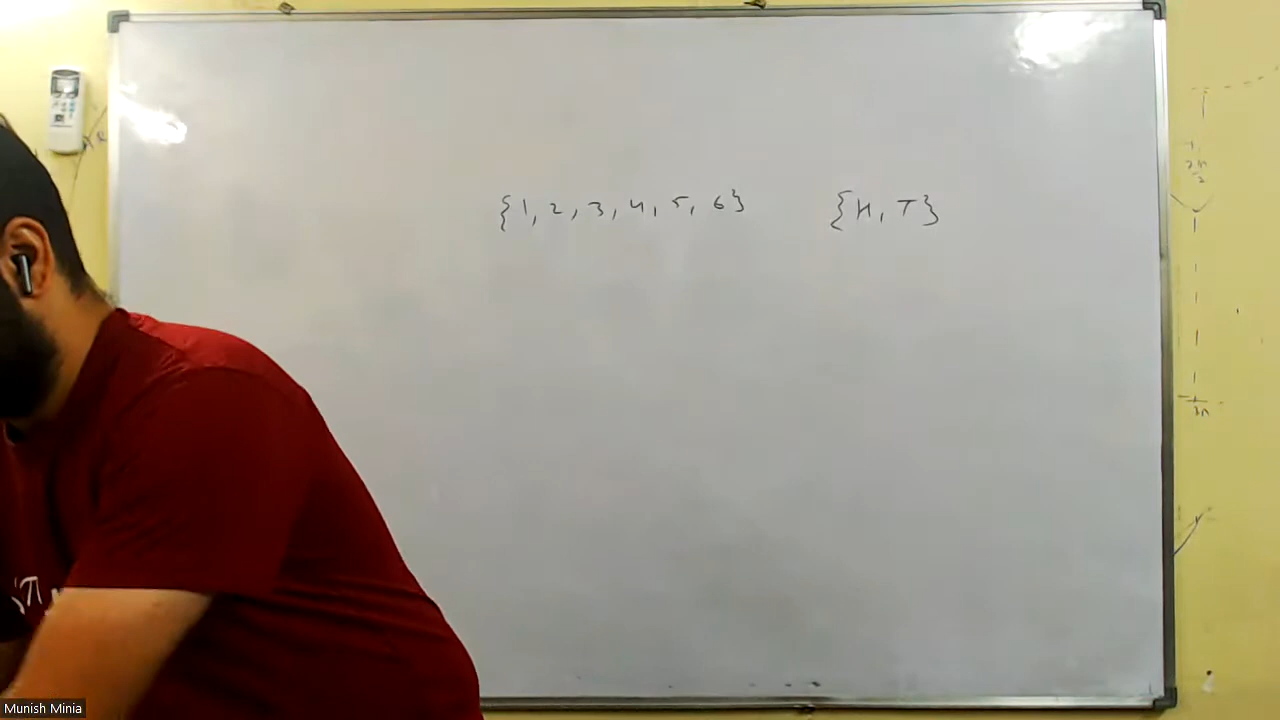 {1, 2, 3, 4, 5, 6} {H, T}
Munish Minia